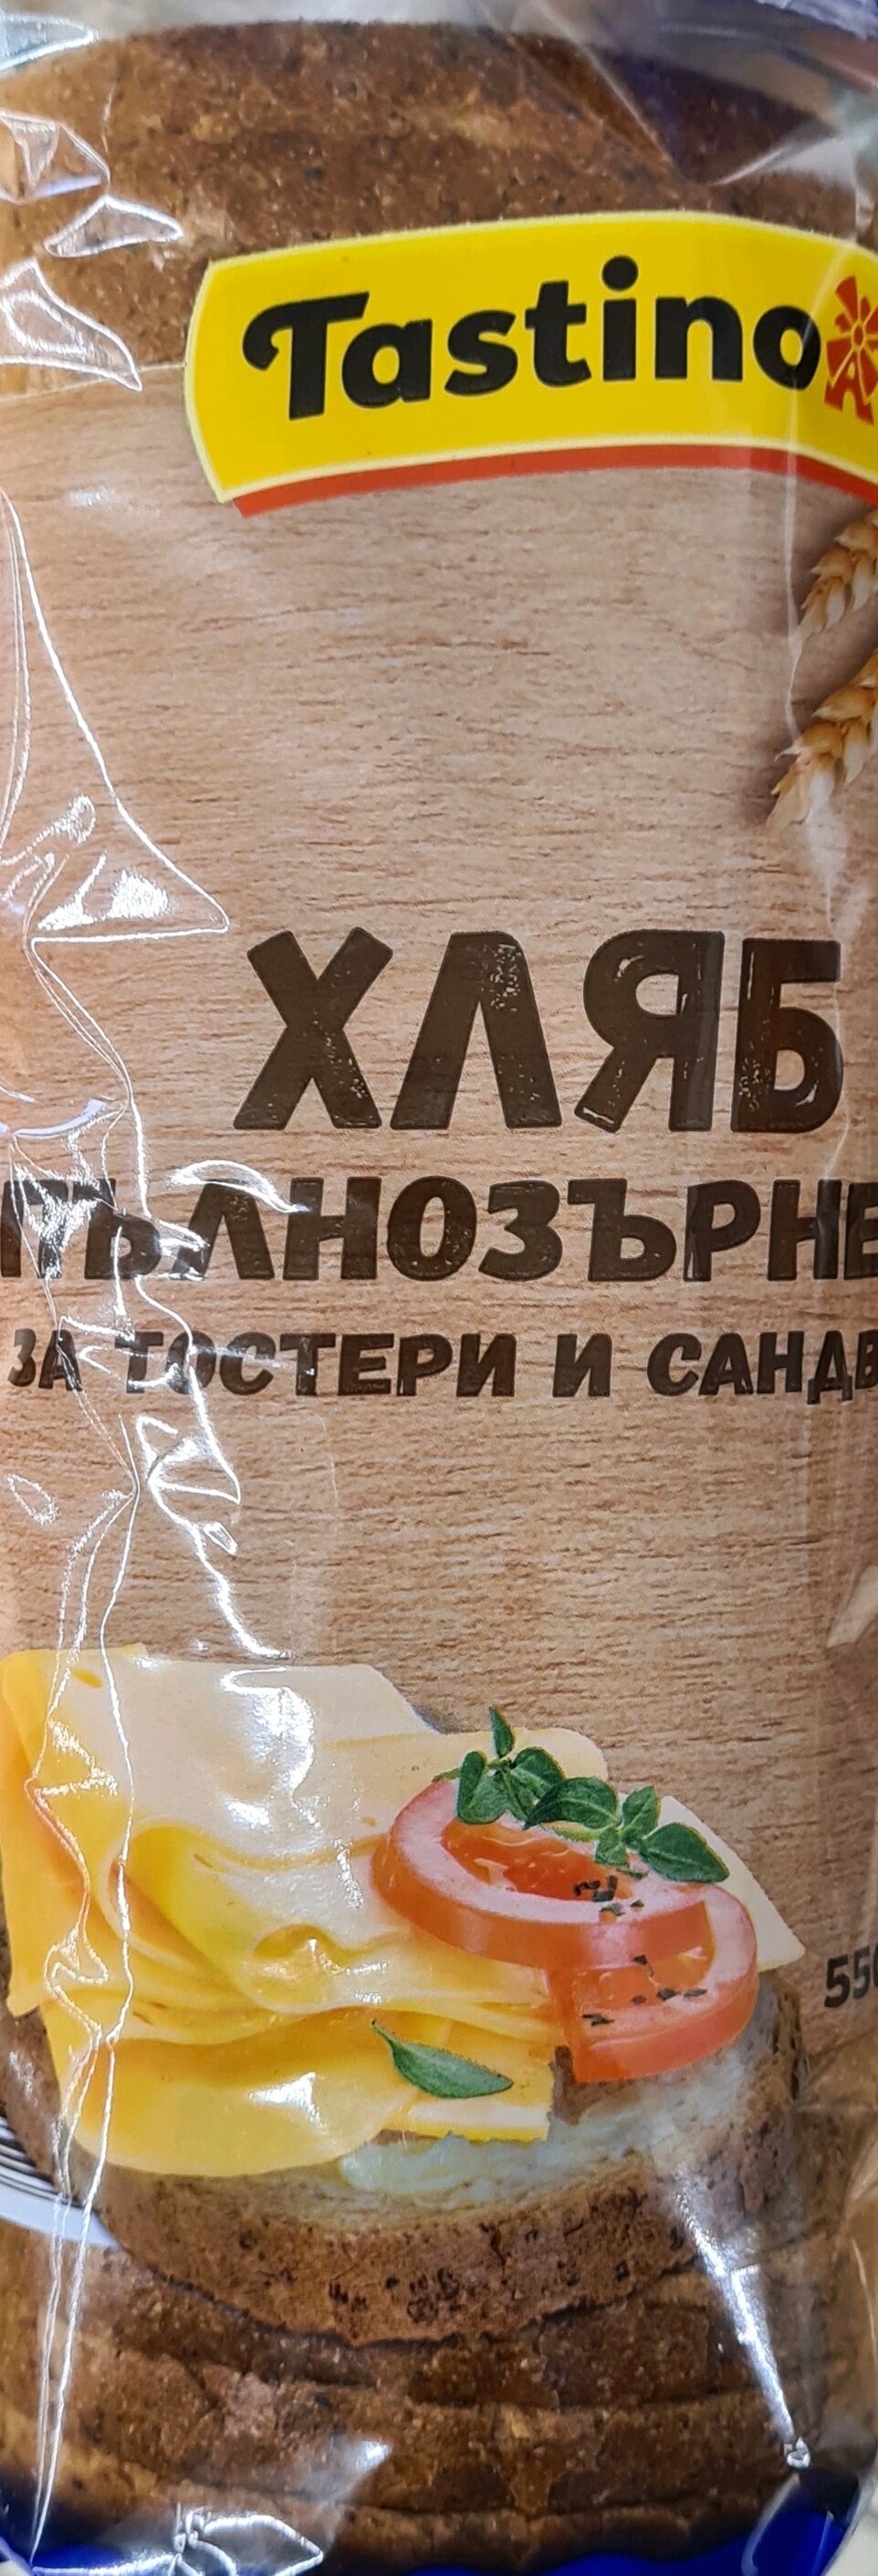 Tastino
ХЛЯБ
ПЪЛНОЗЪРНЕ
ЗА ТОСТЕРИ И САНДВ
55